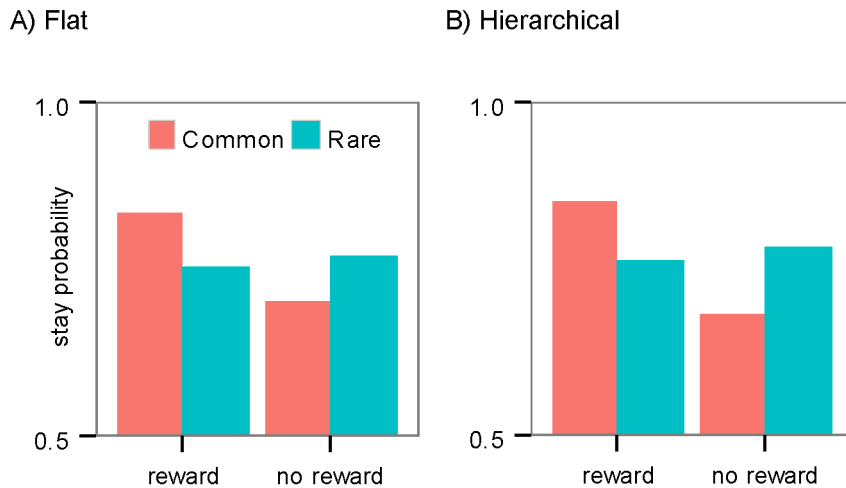 A) Flat
B) Hierarchical
1.0
Common
Rare
stay probability
0.5
reward
no reward
1.0
0.5
reward
no reward